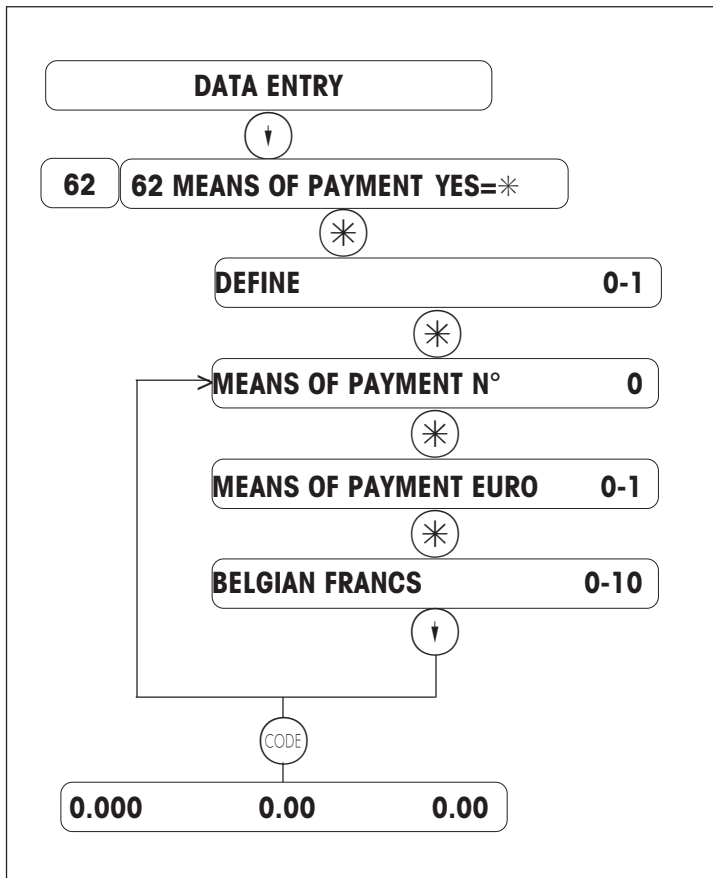 DATA ENTRY
62 62 MEANS OF PAYMENT YES=✳
DEFINE 0-1
MEANS OF PAYMENT N° 0
MEANS OF PAYMENT EURO 0-1
BELGIAN FRANCS 0-10
CODE
0.000 0.00 0.00